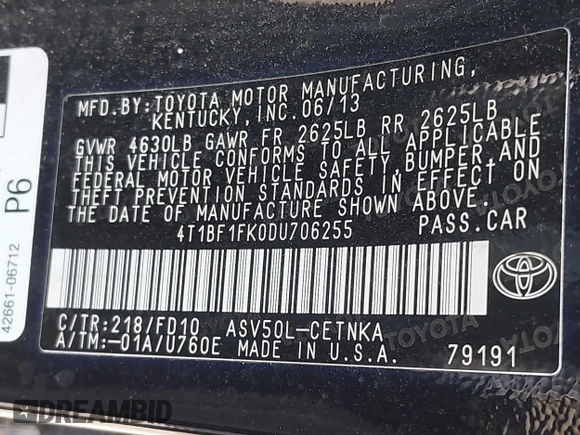 MFD.BY:TOYOTA MOTOR MANUFACTURING,
KENTUCKY,INC.06/13
GVWR 4630LB GAWR FR 2625LB RR 2625LB
THIS VEHICLE CONFORMS TO ALL APPLICABLE
FEDERAL MOTOR VEHICLE SAFETY,BUMPER,AND
THEFT PREVENTION STANDARDS IN EFFECT ON
THE DATE OF MANUFACTURE SHOWN ABOVE.
4T1BF1FK0DU706255 PASS.CAR
C/TR:218/FD10 ASV50L-CETNKA
A/TM:-01A/U760E MADE IN U.S.A. 79191
TOYOTA
42661-06712
P6
DREAMBID